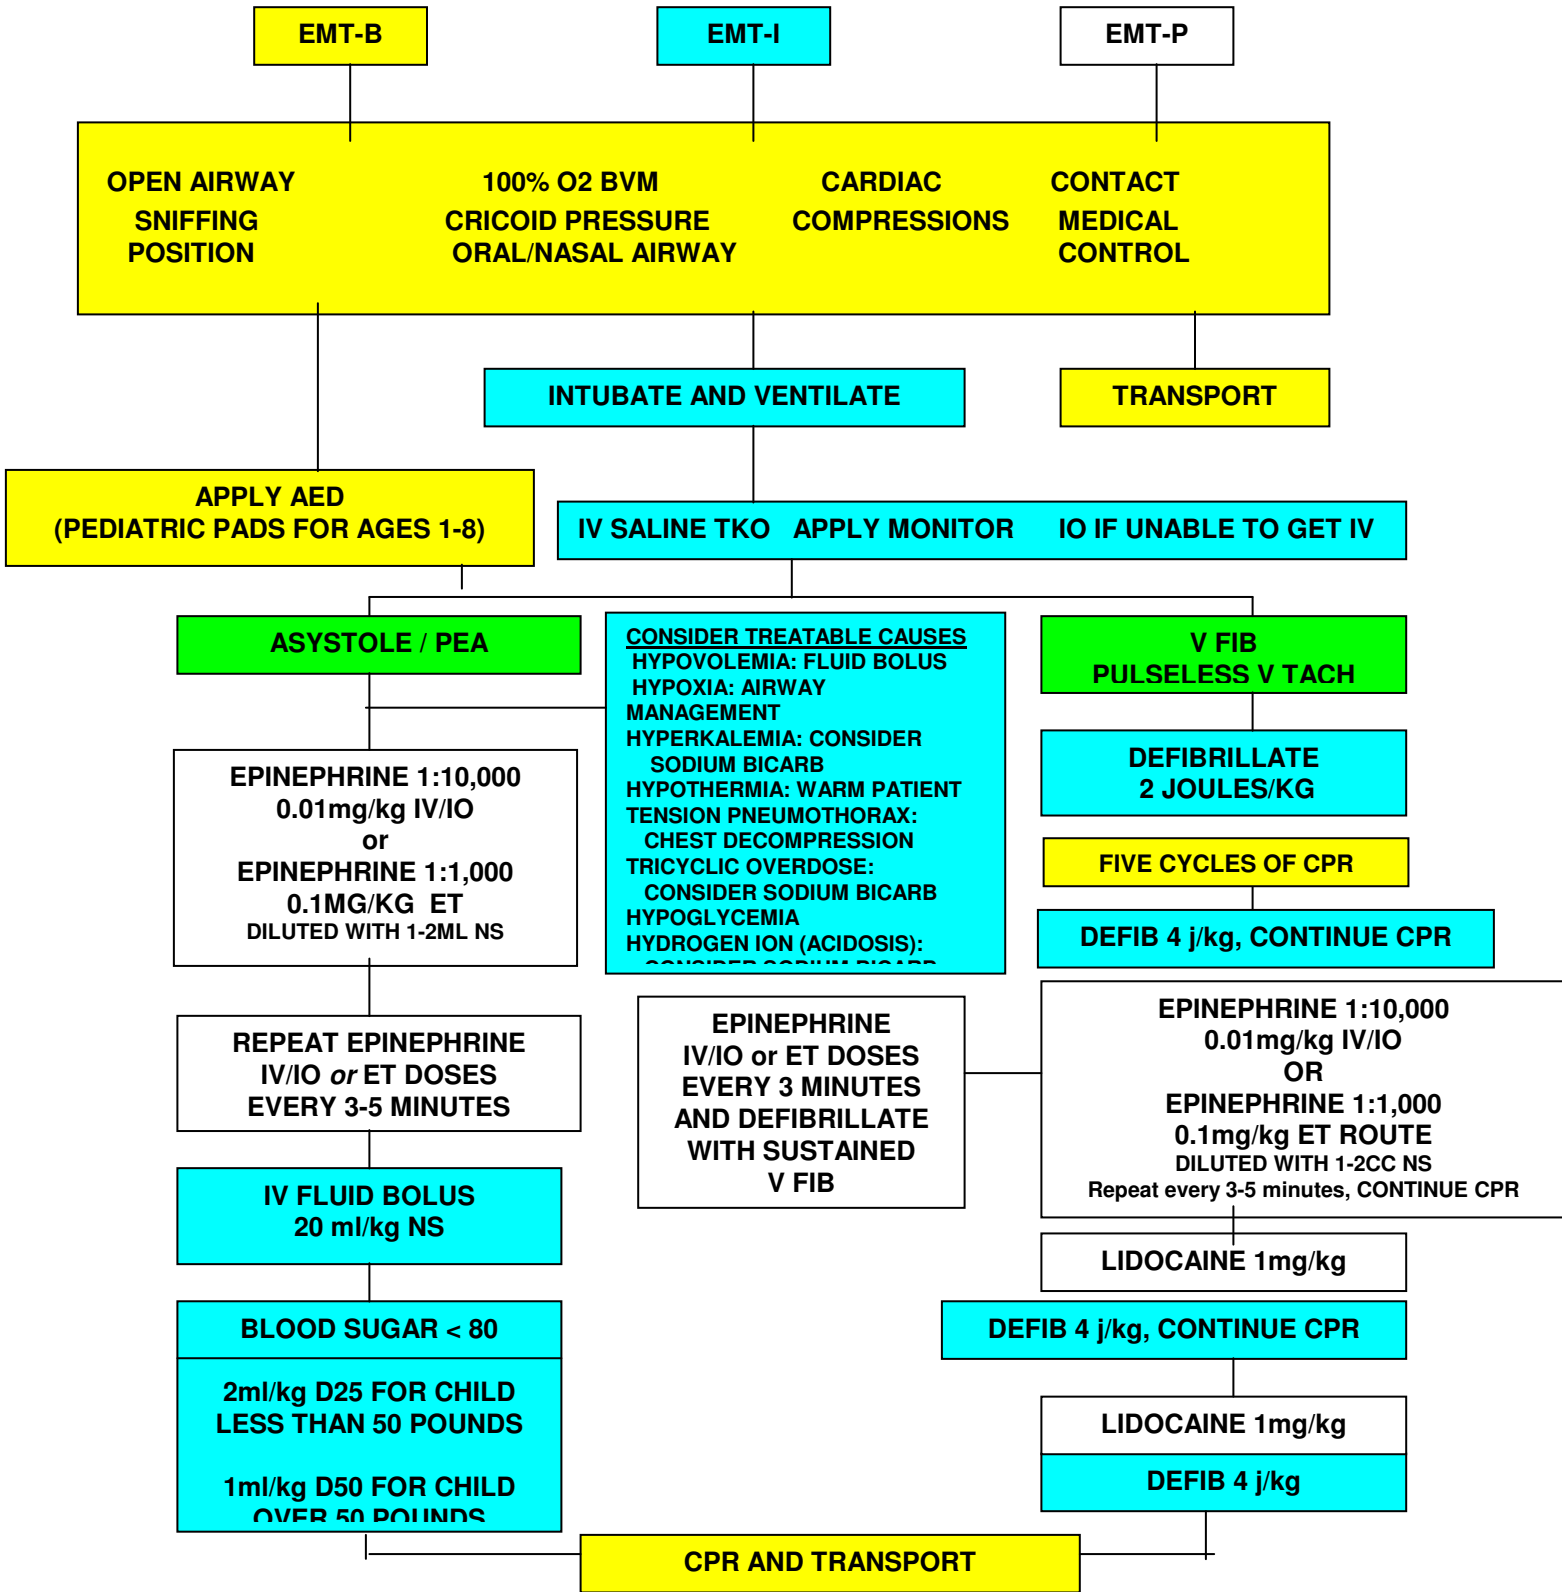 EMT-B
EMT-I
EMT-P
OPEN AIRWAY
SNIFFING
POSITION
100% O2 BVM
CRICOID PRESSURE
ORAL/NASAL AIRWAY
CARDIAC
COMPRESSIONS
CONTACT
MEDICAL
CONTROL
INTUBATE AND VENTILATE
TRANSPORT
APPLY AED
(PEDIATRIC PADS FOR AGES 1-8)
IV SALINE TKO APPLY MONITOR IO IF UNABLE TO GET IV
ASYSTOLE / PEA
CONSIDER TREATABLE CAUSES
HYPOVOLEMIA: FLUID BOLUS
HYPOXIA: AIRWAY
MANAGEMENT
HYPERKALEMIA: CONSIDER
SODIUM BICARB
HYPOTHERMIA: WARM PATIENT
TENSION PNEUMOTHORAX:
CHEST DECOMPRESSION
TRICYCLIC OVERDOSE:
CONSIDER SODIUM BICARB
HYPOGLYCEMIA
HYDROGEN ION (ACIDOSIS):
CONSIDER SODIUM BICARB
V FIB
PULSELESS V TACH
EPINEPHRINE 1:10,000
0.01mg/kg IV/IO
or
EPINEPHRINE 1:1,000
0.1MG/KG ET
DILUTED WITH 1-2ML NS
DEFIBRILLATE
2 JOULES/KG
FIVE CYCLES OF CPR
DEFIB 4 j/kg, CONTINUE CPR
REPEAT EPINEPHRINE
IV/IO or ET DOSES
EVERY 3-5 MINUTES
EPINEPHRINE
IV/IO or ET DOSES
EVERY 3 MINUTES
AND DEFIBRILLATE
WITH SUSTAINED
V FIB
EPINEPHRINE 1:10,000
0.01mg/kg IV/IO
OR
EPINEPHRINE 1:1,000
0.1mg/kg ET ROUTE
DILUTED WITH 1-2CC NS
Repeat every 3-5 minutes, CONTINUE CPR
IV FLUID BOLUS
20 ml/kg NS
LIDOCAINE 1mg/kg
BLOOD SUGAR < 80
DEFIB 4 j/kg, CONTINUE CPR
2ml/kg D25 FOR CHILD
LESS THAN 50 POUNDS
1ml/kg D50 FOR CHILD
OVER 50 POUNDS
LIDOCAINE 1mg/kg
DEFIB 4 j/kg
CPR AND TRANSPORT